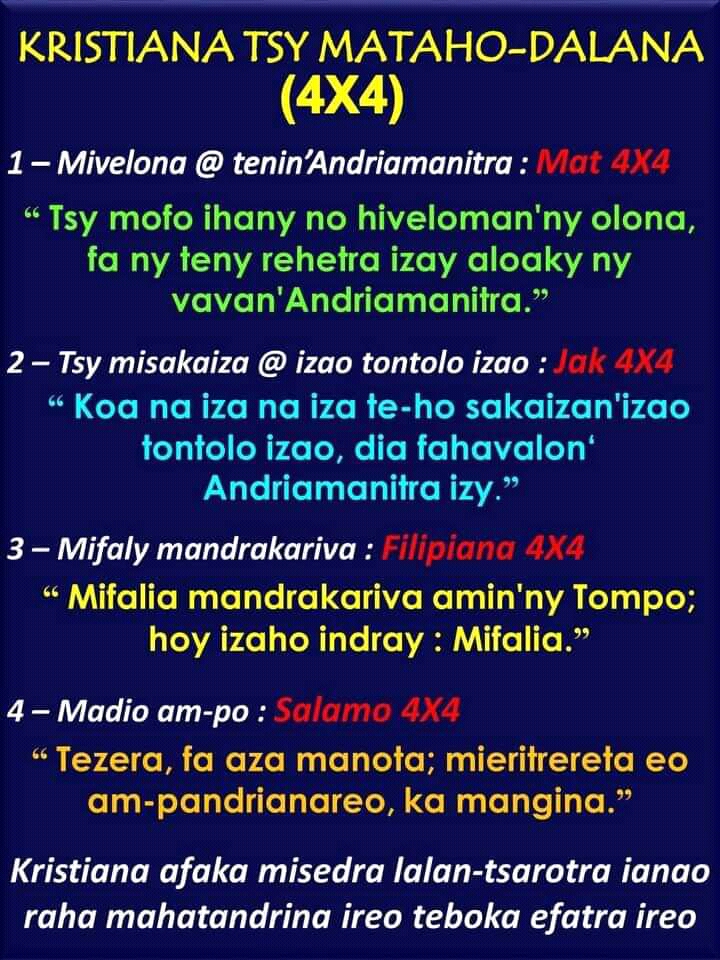 KRISTIANA TSY MATAHO-DALANA
(4X4)
1 – Mivelona @ tenin’Andriamanitra : Mat 4X4
“ Tsy mofo ihany no hiveloman'ny olona,
fa ny teny rehetra izay aloaky ny
vavan'Andriamanitra.”
2 – Tsy misakaiza @ izao tontolo izao : Jak 4X4
“ Koa na iza na iza te-ho sakaizan'izao
tontolo izao, dia fahavalon‘
Andriamanitra izy.”
3 – Mifaly mandrakariva : Filipiana 4X4
“ Mifalia mandrakariva amin'ny Tompo;
hoy izaho indray : Mifalia.”
4 – Madio am-po : Salamo 4X4
“ Tezera, fa aza manota; mieritrereta eo
am-pandrianareo, ka mangina.”
Kristiana afaka misedra lalan-tsarotra ianao
raha mahatandrina ireo teboka efatra ireo